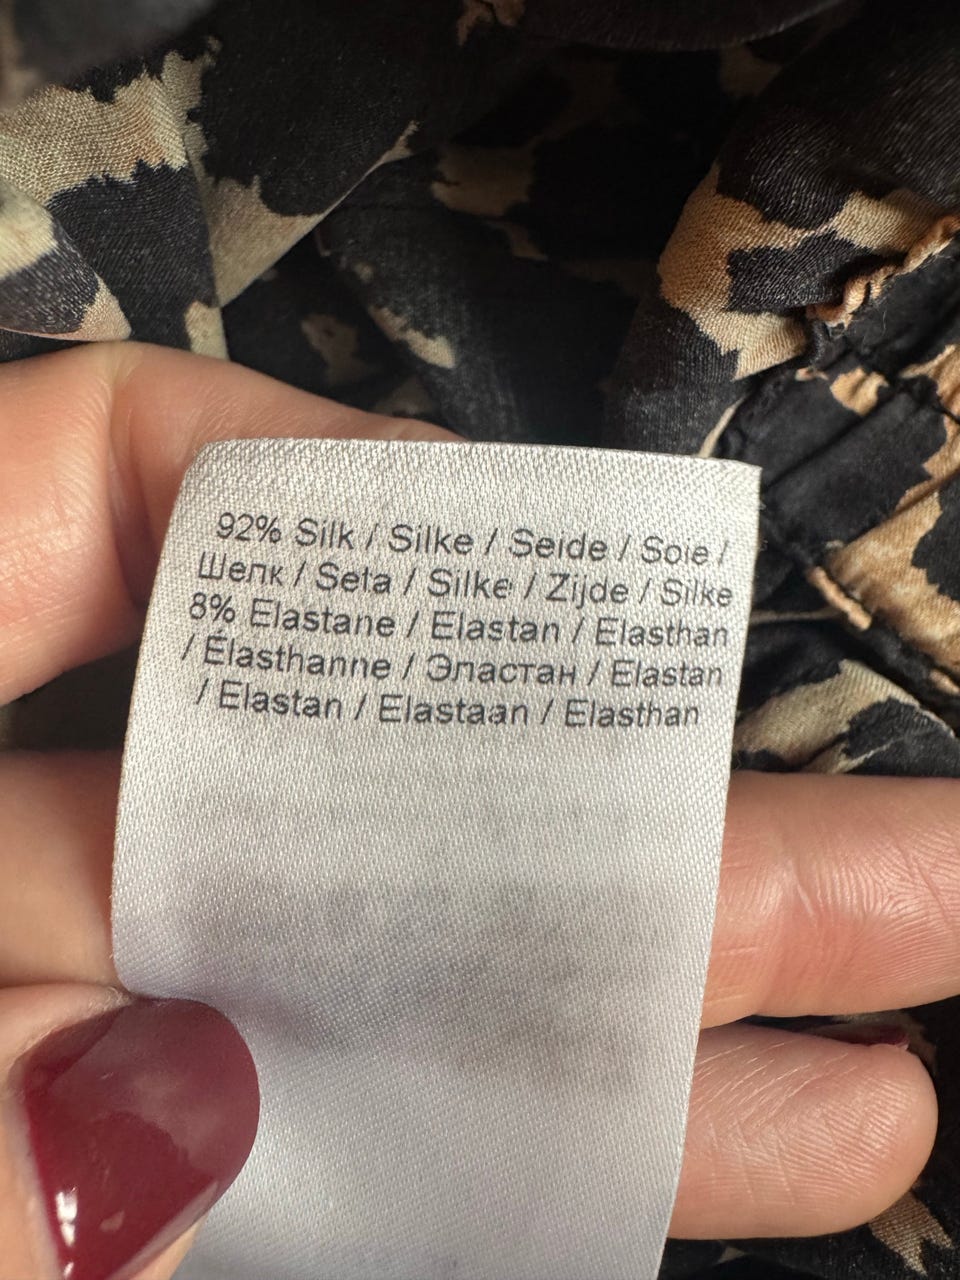 92% Silk / Silke / Seide / Soie /
Шелк / Seta / Silke / Zijde / Silke
8% Elastane / Elastan / Elasthan
/ Élasthanne / Эластан / Elastan
/ Elastan / Elastaan / Elasthan